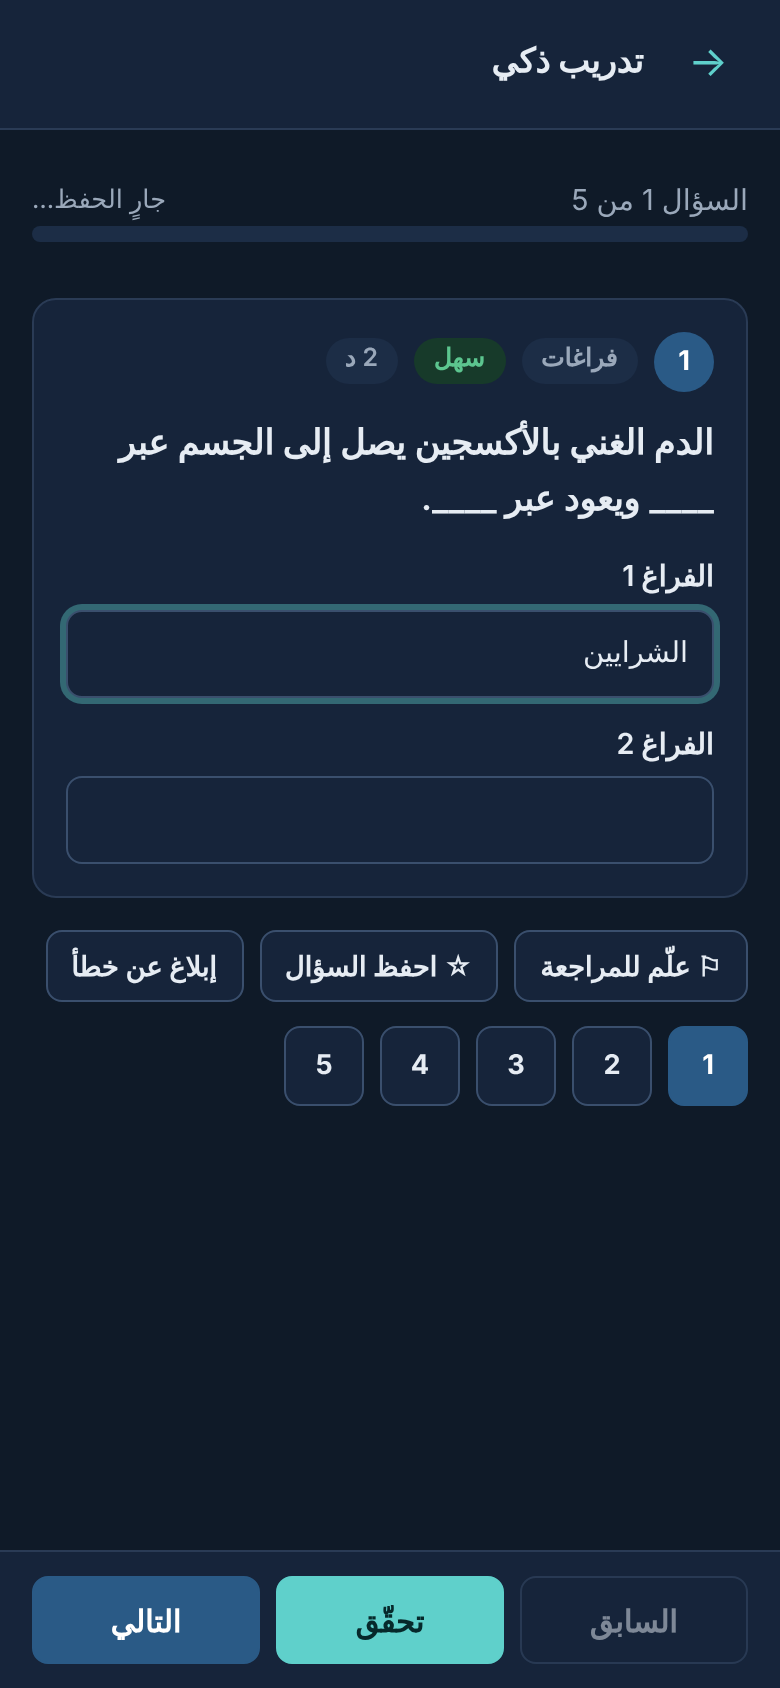 تدريب ذكي
السؤال 1 من 5
جارٍ الحفظ...
1 فراغات سهل 2 د
الدم الغني بالأكسجين يصل إلى الجسم عبر
____ ويعود عبر ____.
الفراغ 1
الشرايين
الفراغ 2
علّم للمراجعة احفظ السؤال إبلاغ عن خطأ
1 2 3 4 5
السابق تحقّق التالي